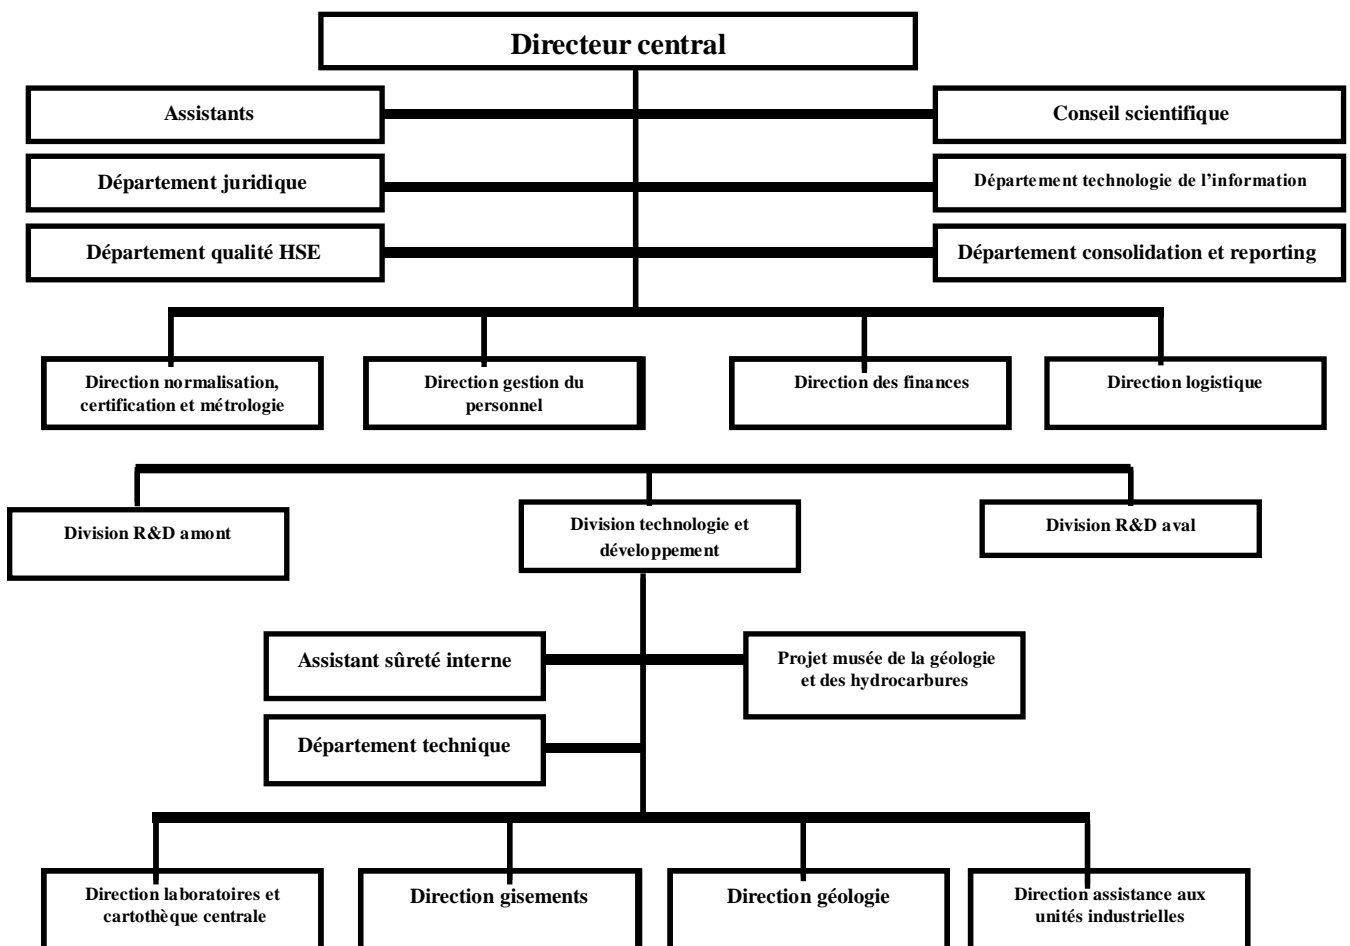 Directeur central
Assistants
Conseil scientifique
Département juridique
Département technologie de l’information
Département qualité HSE
Département consolidation et reporting
Direction normalisation,
certification et métrologie
Direction gestion du
personnel
Direction des finances
Direction logistique
Division R&D amont
Division technologie et
développement
Division R&D aval
Assistant sûreté interne
Projet musée de la géologie
et des hydrocarbures
Département technique
Direction laboratoires et
cartothèque centrale
Direction gisements
Direction géologie
Direction assistance aux
unités industrielles